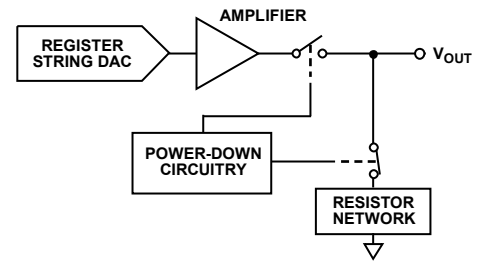 AMPLIFIER
REGISTER
STRING DAC
VOUT
POWER-DOWN
CIRCUITRY
RESISTOR
NETWORK